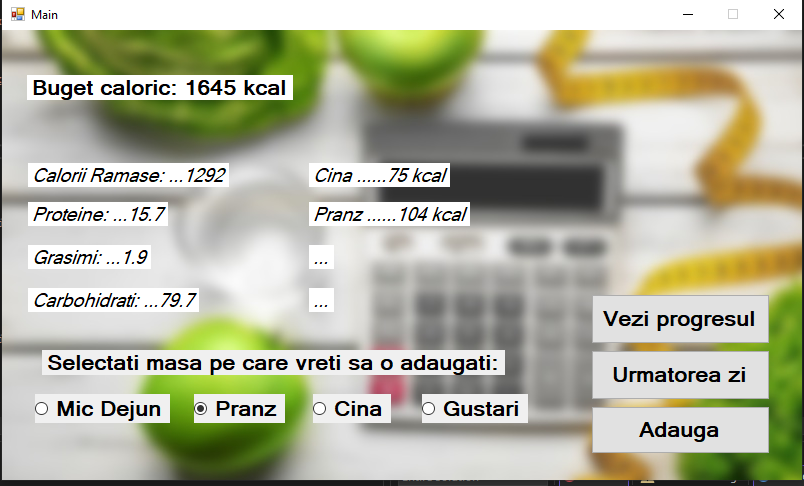 Main
Buget caloric: 1645 kcal
Calorii Ramase: ...1292
Cina ......75 kcal
Proteine: ...15.7
Pranz ......104 kcal
Grasimi: ...1.9
...
Carbohidrati: ...79.7
...
Vezi progresul
Selectati masa pe care vreti sa o adaugati:
Urmatorea zi
Mic Dejun
Pranz
Cina
Gustari
Adauga